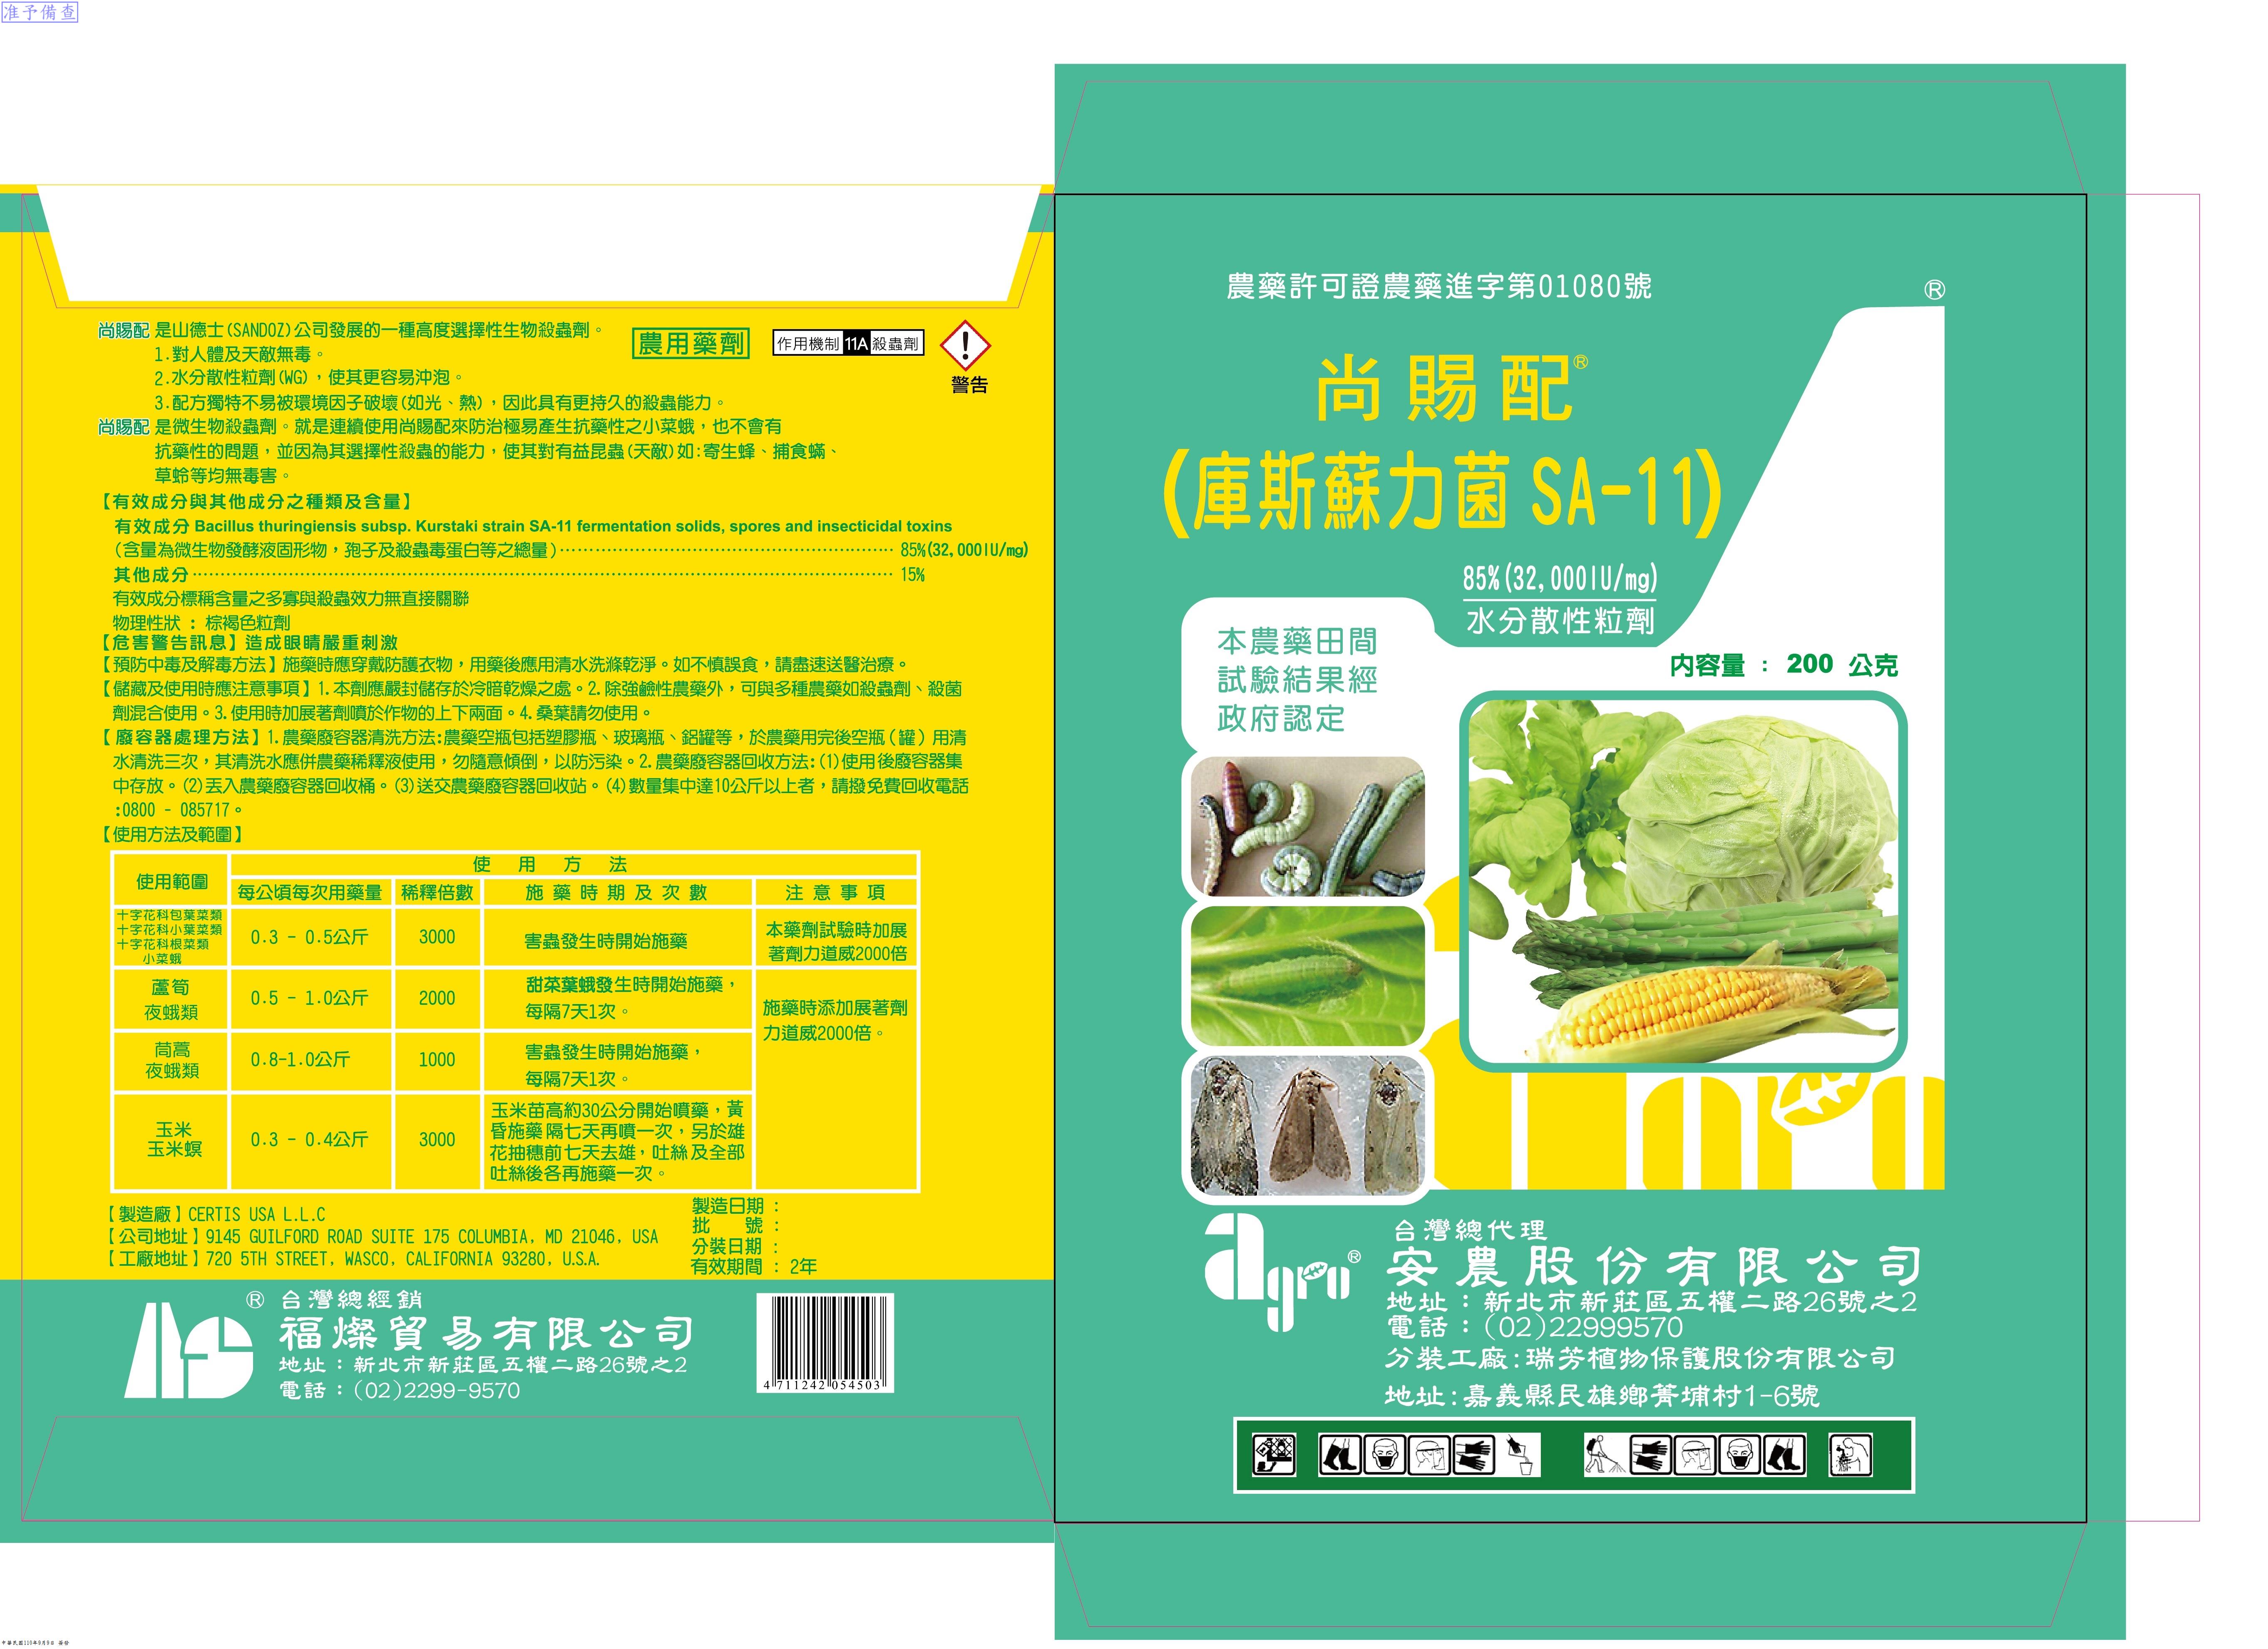 准予備查
尚賜配 是山德士(SANDOZ)公司發展的一種高度選擇性生物殺蟲劑。
1.對人體及天敵無毒。
2.水分散性粒劑(WG)，使其更容易沖泡。
3.配方獨特不易被環境因子破壞(如光、熱)，因此具有更持久的殺蟲能力。
農用藥劑
作用機制 11A 殺蟲劑
警告
尚賜配 是微生物殺蟲劑。就是連續使用尚賜配來防治極易產生抗藥性之小菜蛾，也不會有
抗藥性的問題，並因為其選擇性殺蟲的能力，使其對有益昆蟲(天敵)如:寄生蜂、捕食蟎、
草蛉等均無毒害。
【有效成分與其他成分之種類及含量】
有效成分 Bacillus thuringiensis subsp. Kurstaki strain SA-11 fermentation solids, spores and insecticidal toxins
(含量為微生物發酵液固形物，孢子及殺蟲毒蛋白等之總量)⋯⋯⋯⋯⋯⋯⋯⋯⋯⋯ 85%(32,000IU/mg)
其他成分⋯⋯⋯⋯⋯⋯⋯⋯⋯⋯⋯⋯⋯⋯⋯⋯ 15%
有效成分標稱含量之多寡與殺蟲效力無直接關聯
物理性狀 : 棕褐色粒劑
【危害警告訊息】造成眼睛嚴重刺激
【預防中毒及解毒方法】施藥時應穿戴防護衣物，用藥後應用清水洗滌乾淨。如不慎誤食，請盡速送醫治療。
【儲藏及使用時應注意事項】1.本劑應嚴封儲存於冷暗乾燥之處。2.除強鹼性農藥外，可與多種農藥如殺蟲劑、殺菌
劑混合使用。3.使用時加展著劑噴於作物的上下兩面。4.桑葉請勿使用。
【廢容器處理方法】1.農藥廢容器清洗方法:農藥空瓶包括塑膠瓶、玻璃瓶、鋁罐等，於農藥用完後空瓶(罐)用清
水清洗三次，其清洗水應併農藥稀釋液使用，勿隨意傾倒，以防污染。2.農藥廢容器回收方法:(1)使用後廢容器集
中存放。(2)丟入農藥廢容器回收桶。(3)送交農藥廢容器回收站。(4)數量集中達10公斤以上者，請撥免費回收電話
:0800 - 085717。
【使用方法及範圍】
使用範圍 使用方法
每公頃每次用藥量 稀釋倍數 施藥時期及次數 注意事項
十字花科包葉菜類
十字花科小葉菜類
十字花科根菜類
小菜蛾
0.3 - 0.5公斤 3000 害蟲發生時開始施藥
本藥劑試驗時加展
著劑力道威2000倍
蘆筍
夜蛾類
0.5 - 1.0公斤 2000
甜菜葉蛾發生時開始施藥，
每隔7天1次。
施藥時添加展著劑
力道威2000倍。
茼蒿
夜蛾類
0.8-1.0公斤 1000
害蟲發生時開始施藥，
每隔7天1次。
玉米
玉米螟
0.3 - 0.4公斤 3000
玉米苗高約30公分開始噴藥，黃
昏施藥隔七天再噴一次，另於雄
花抽穗前七天去雄，吐絲及全部
吐絲後各再施藥一次。
【製造廠】CERTIS USA L.L.C
【公司地址】9145 GUILFORD ROAD SUITE 175 COLUMBIA, MD 21046, USA
【工廠地址】720 5TH STREET, WASCO, CALIFORNIA 93280, U.S.A.
製造日期 :
批　　號 :
分裝日期 :
有效期間 : 2年
® 台灣總經銷
福燦貿易有限公司
地址：新北市新莊區五權二路26號之2
電話：(02)2299-9570
4 711242 054503
農藥許可證農藥進字第01080號
®
尚賜配®
(庫斯蘇力菌 SA-11)
85%(32,000IU/mg)
水分散性粒劑
本農藥田間
試驗結果經
政府認定
內容量 : 200 公克
agro®
台灣總代理
安農股份有限公司
地址：新北市新莊區五權二路26號之2
電話：(02)22999570
分裝工廠:瑞芳植物保護股份有限公司
地址:嘉義縣民雄鄉菁埔村1-6號